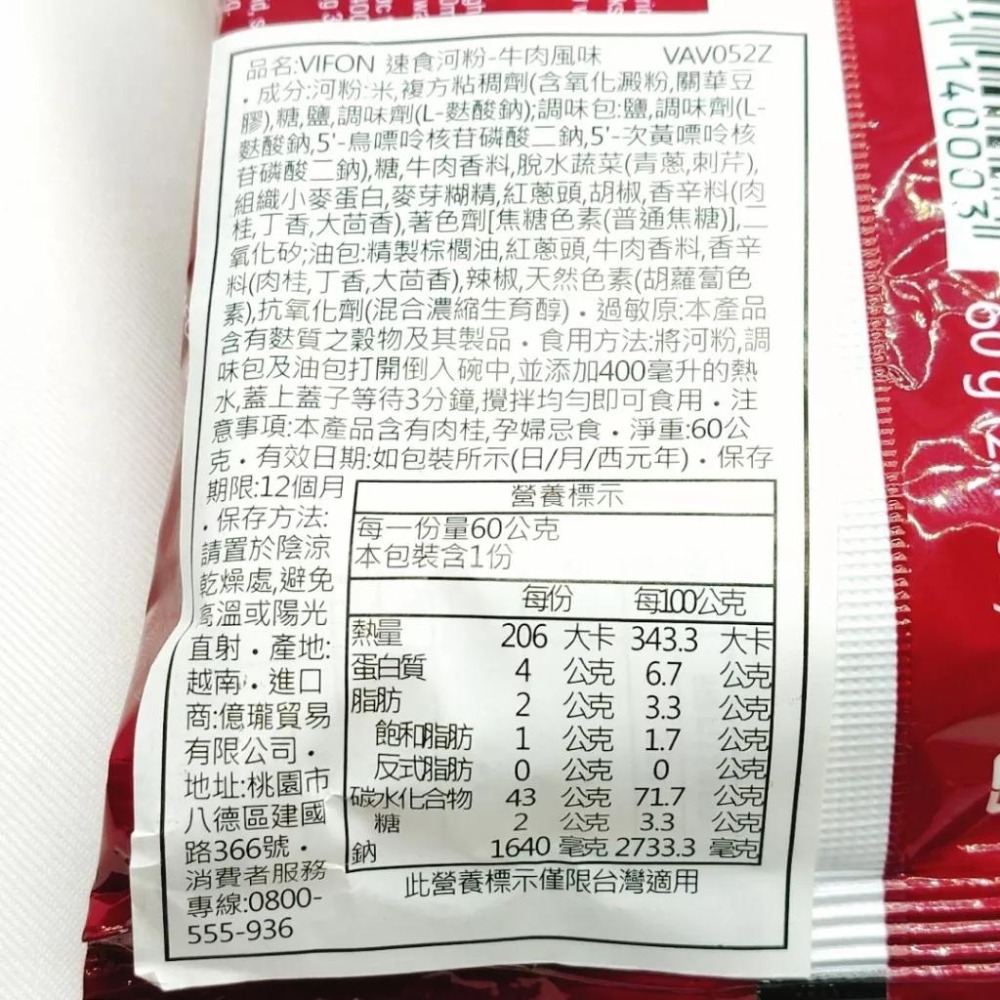 品名:VIFON 速食河粉-牛肉風味 VAV052Z
・成分:河粉:米,複方粘稠劑(含氧化澱粉,關華豆
膠),糖,鹽,調味劑(L-麩酸鈉);調味包:鹽,調味劑(L-
麩酸鈉,5'-鳥嘌呤核苷磷酸二鈉,5'-次黃嘌呤核
苷磷酸二鈉),糖,牛肉香料,脫水蔬菜(青蔥,刺芹),
組織小麥蛋白,麥芽糊精,紅蔥頭,胡椒,香辛料(肉
桂,丁香,大茴香),著色劑[焦糖色素(普通焦糖)],二
氧化矽;油包:精製棕櫚油,紅蔥頭,牛肉香料,香辛
料(肉桂,丁香,大茴香),辣椒,天然色素(胡蘿蔔色
素),抗氧化劑(混合濃縮生育醇)・過敏原:本產品
含有麩質之穀物及其製品・食用方法:將河粉,調
味包及油包打開倒入碗中,並添加400毫升的熱
水,蓋上蓋子等待3分鐘,攪拌均勻即可食用・注
意事項:本產品含有肉桂,孕婦忌食・淨重:60公
克・有效日期:如包裝所示(日/月/西元年)・保存
期限:12個月
・保存方法:
請置於陰涼
乾燥處,避免
高溫或陽光
直射・產地:
越南・進口
商:億瓏貿易
有限公司・
地址:桃園市
八德區建國
路366號・
消費者服務
專線:0800-
555-936
營養標示
每一份量60公克
本包裝含1份
每份 每100公克
熱量 206 大卡 343.3 大卡
蛋白質 4 公克 6.7 公克
脂肪 2 公克 3.3 公克
飽和脂肪 1 公克 1.7 公克
反式脂肪 0 公克 0 公克
碳水化合物 43 公克 71.7 公克
糖 2 公克 3.3 公克
鈉 1640 毫克 2733.3 毫克
此營養標示僅限台灣適用
1 14000 3
60 g